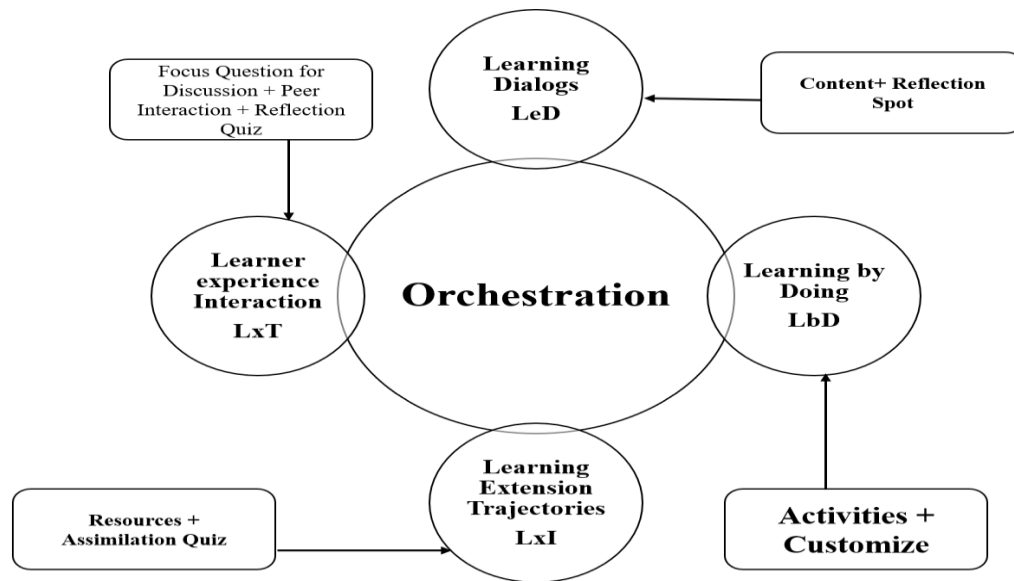 Learning
Dialogs
LeD
Focus Question for
Discussion + Peer
Interaction + Reflection
Quiz
Content+ Reflection
Spot
Learner
experience
Interaction
LxT
Orchestration
Learning by
Doing
LbD
Learning
Extension
Trajectories
LxI
Resources +
Assimilation Quiz
Activities +
Customize